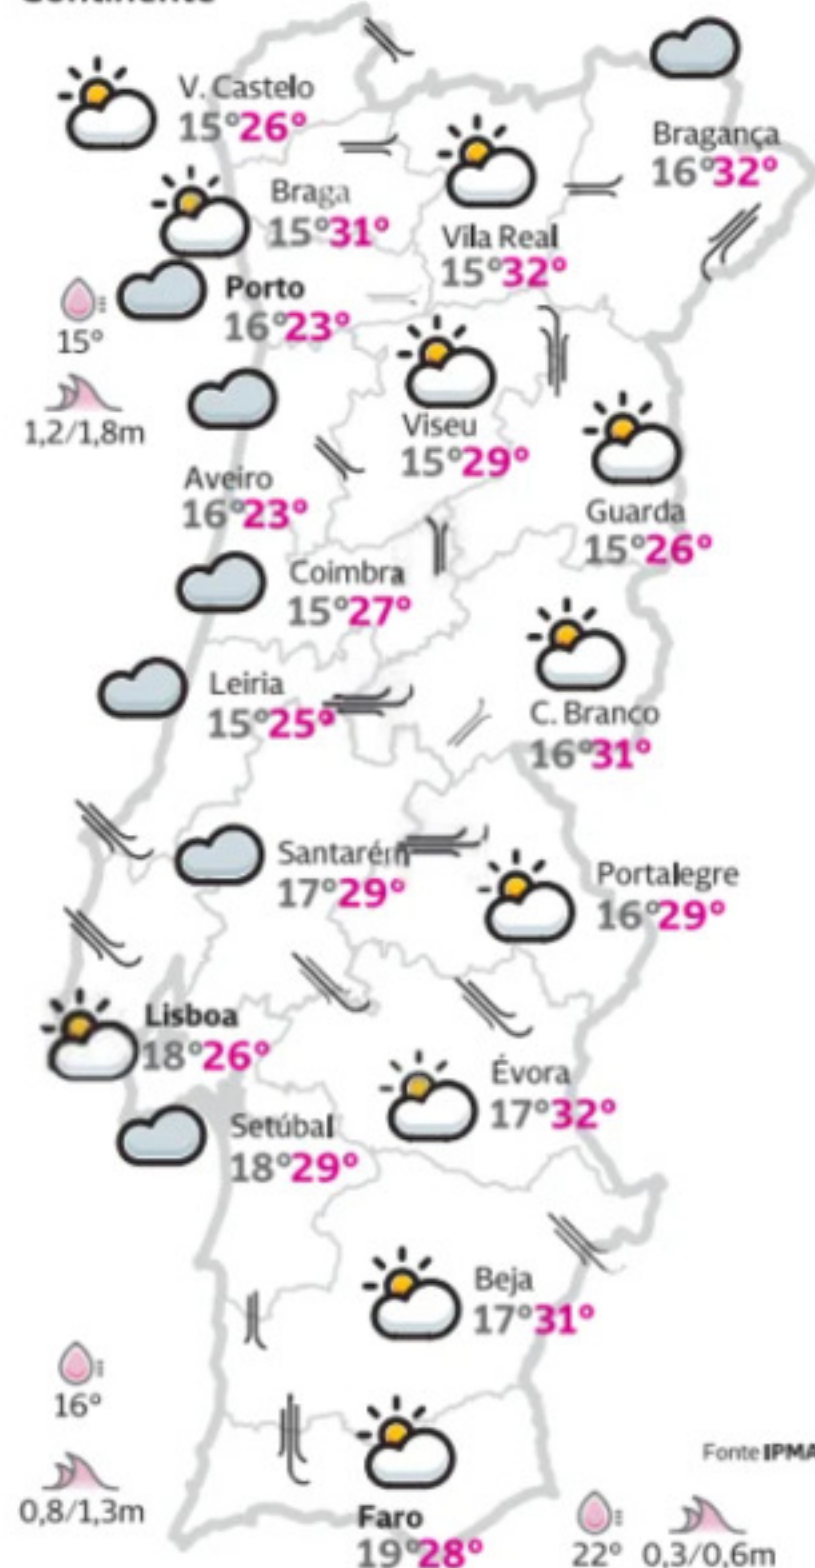 Continente
V. Castelo
15° 26°
Bragança
16° 32°
Braga
15° 31°
Vila Real
15° 32°
Porto
16° 23°
15°
1,2/1,8m
Viseu
15° 29°
Aveiro
16° 23°
Guarda
15° 26°
Coimbra
15° 27°
Leiria
15° 25°
C. Branco
16° 31°
Santarém
17° 29°
Portalegre
16° 29°
Lisboa
18° 26°
Évora
17° 32°
Setúbal
18° 29°
Beja
17° 31°
16°
0,8/1,3m
Fonte IPMA
Faro
19° 28°
22°
0,3/0,6m